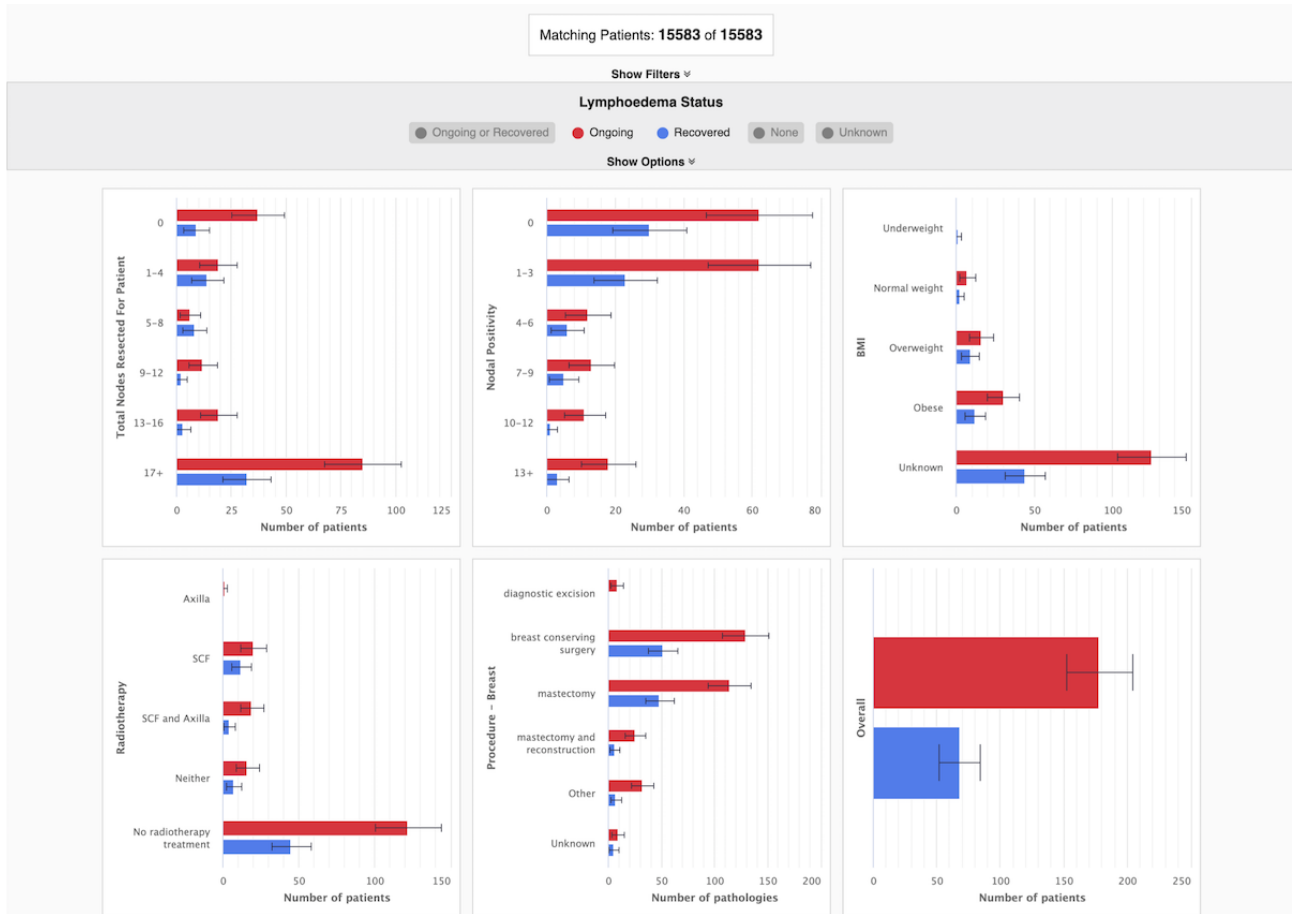 Matching Patients: 15583 of 15583
Show Filters
Lymphoedema Status
Ongoing or Recovered Ongoing Recovered None Unknown
Show Options
Total Nodes Resected For Patient
0
1–4
5–8
9–12
13–16
17+
0 25 50 75 100 125
Number of patients
Nodal Positivity
0
1–3
4–6
7–9
10–12
13+
0 20 40 60 80
Number of patients
BMI
Underweight
Normal weight
Overweight
Obese
Unknown
0 50 100 150
Number of patients
Radiotherapy
Axilla
SCF
SCF and Axilla
Neither
No radiotherapy
treatment
0 50 100 150
Number of patients
Procedure – Breast
diagnostic excision
breast conserving
surgery
mastectomy
mastectomy and
reconstruction
Other
Unknown
0 50 100 150 200
Number of pathologies
Overall
0 50 100 150 200 250
Number of patients